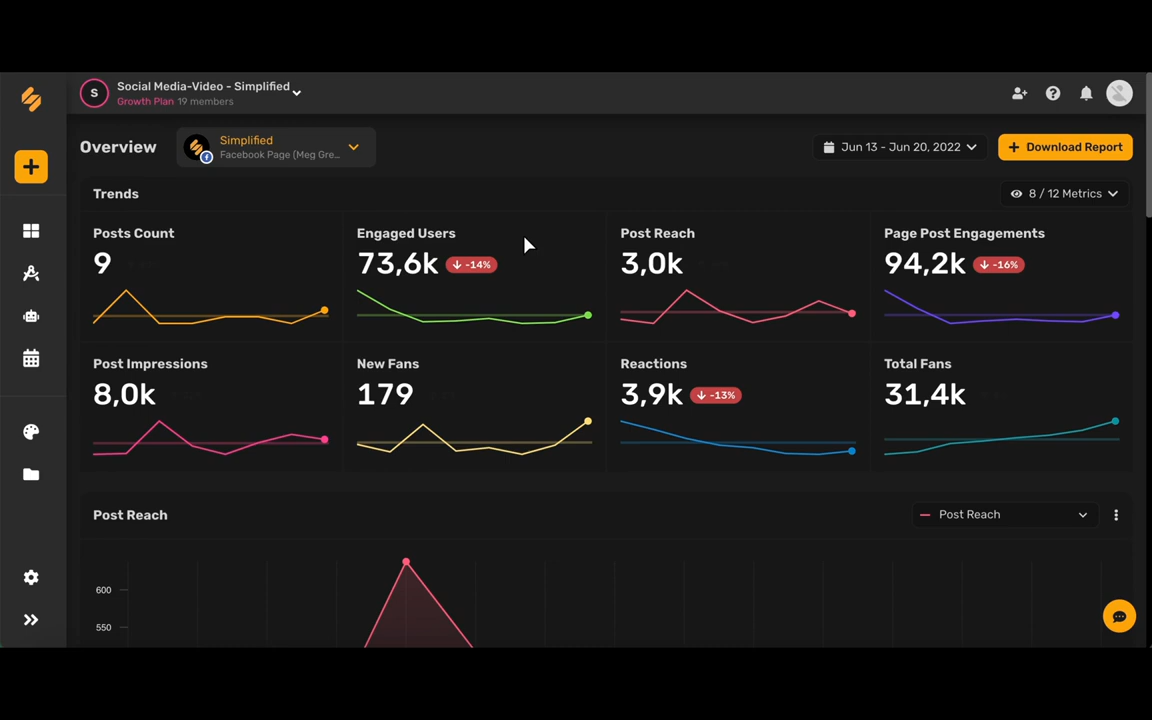 S
Social Media-Video - Simplified
Growth Plan 19 members
Overview
Simplified
Facebook Page (Meg Gre...
Jun 13 - Jun 20, 2022
+ Download Report
Trends
8 / 12 Metrics
Posts Count
Engaged Users
Post Reach
Page Post Engagements
9
73,6k
-14%
3,0k
94,2k
-16%
Post Impressions
New Fans
Reactions
Total Fans
8,0k
179
3,9k
-13%
31,4k
Post Reach
Post Reach
600
550